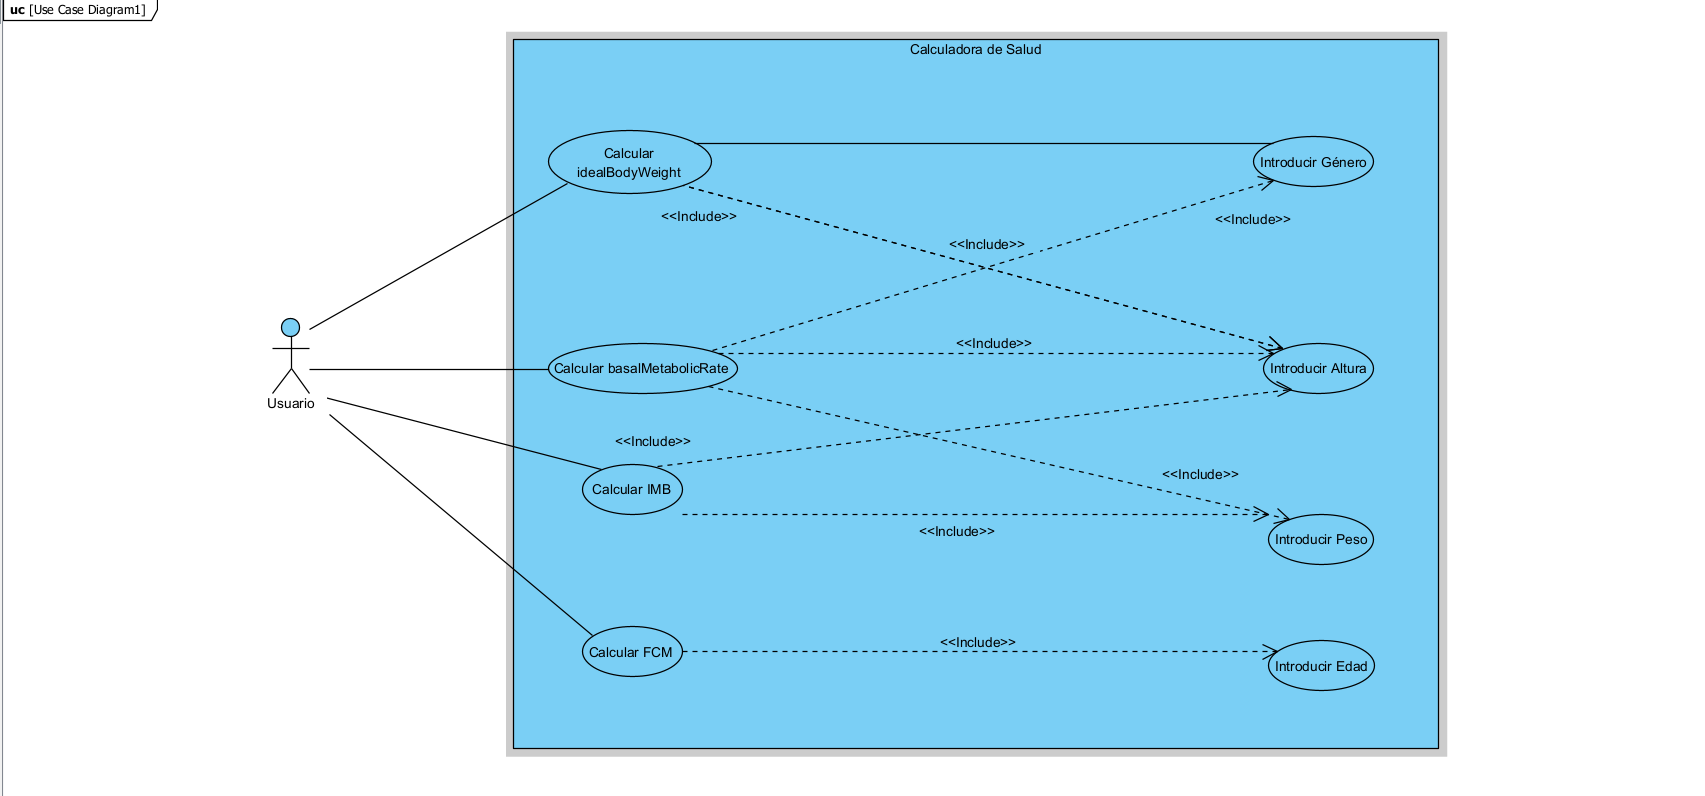 uc [Use Case Diagram1]
Calculadora de Salud
Calcular
idealBodyWeight
Introducir Género
<<Include>>
<<Include>>
<<Include>>
<<Include>>
Calcular basalMetabolicRate
Introducir Altura
Usuario
<<Include>>
<<Include>>
Calcular IMB
<<Include>>
Introducir Peso
<<Include>>
Calcular FCM
Introducir Edad